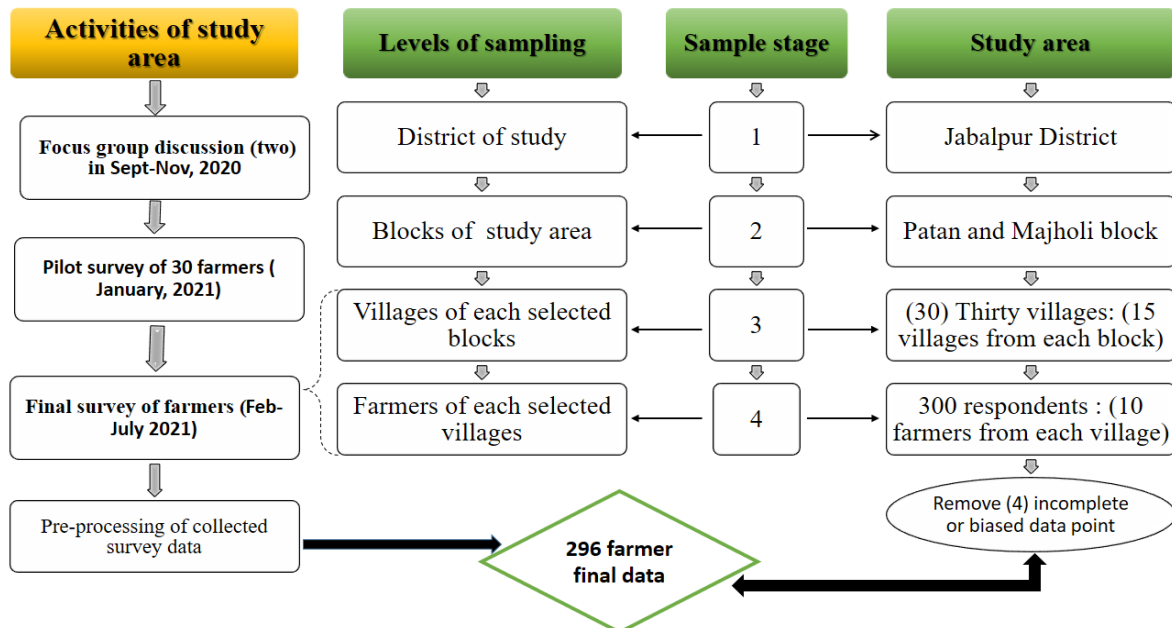 Activities of study
area
Focus group discussion (two)
in Sept-Nov, 2020
Pilot survey of 30 farmers (
January, 2021)
Final survey of farmers (Feb-
July 2021)
Pre-processing of collected
survey data
Levels of sampling
District of study
Blocks of study area
Villages of each selected
blocks
Farmers of each selected
villages
Sample stage
1
2
3
4
Study area
Jabalpur District
Patan and Majholi block
(30) Thirty villages: (15
villages from each block)
300 respondents : (10
farmers from each village)
Remove (4) incomplete
or biased data point
296 farmer
final data